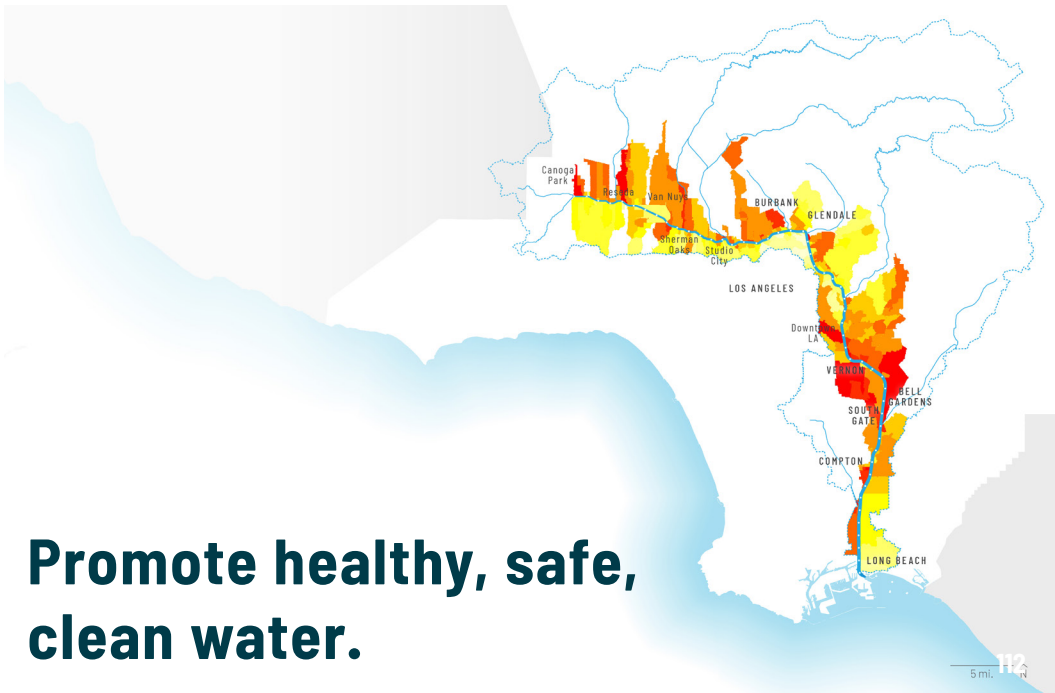 Canoga
Park
Reseda
Van Nuys
BURBANK
GLENDALE
Sherman
Oaks
Studio
City
LOS ANGELES
Downtown
LA
VERNON
BELL
GARDENS
SOUTH
GATE
COMPTON
LONG BEACH
Promote healthy, safe,
clean water.
5 mi.
N
112